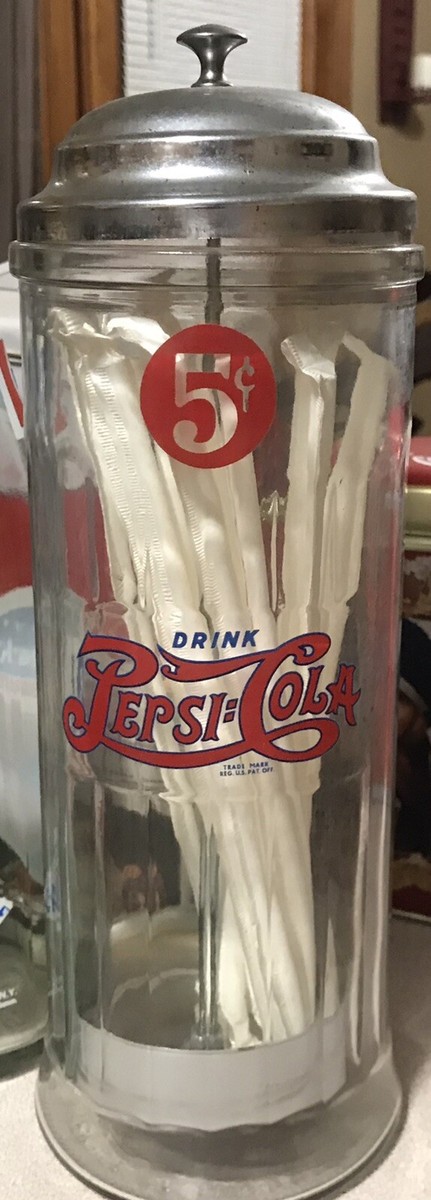 5¢
DRINK
PEPSI=COLA
TRADE MARK
REG. U.S. PAT. OFF.